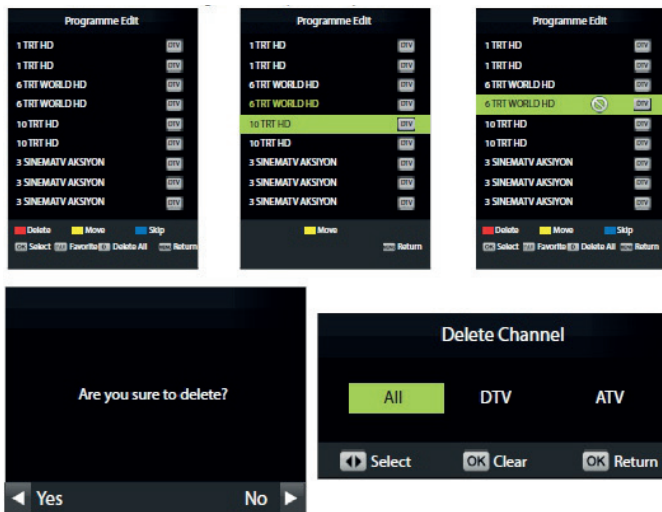 Programme Edit
1 TRT HD DTV
1 TRT HD DTV
6 TRT WORLD HD DTV
6 TRT WORLD HD DTV
10 TRT HD DTV
10 TRT HD DTV
3 SINEMATV AKSIYON DTV
3 SINEMATV AKSIYON DTV
3 SINEMATV AKSIYON DTV
Delete Move Skip
OK Select Favorite Delete All Return
Programme Edit
1 TRT HD DTV
1 TRT HD DTV
6 TRT WORLD HD DTV
6 TRT WORLD HD DTV
10 TRT HD DTV
10 TRT HD DTV
3 SINEMATV AKSIYON DTV
3 SINEMATV AKSIYON DTV
3 SINEMATV AKSIYON DTV
Move
Return
Programme Edit
1 TRT HD DTV
1 TRT HD DTV
6 TRT WORLD HD DTV
6 TRT WORLD HD DTV
10 TRT HD DTV
10 TRT HD DTV
3 SINEMATV AKSIYON DTV
3 SINEMATV AKSIYON DTV
3 SINEMATV AKSIYON DTV
Delete Move Skip
OK Select Favorite Delete All Return
Are you sure to delete?
Yes No
Delete Channel
All DTV ATV
Select OK Clear OK Return